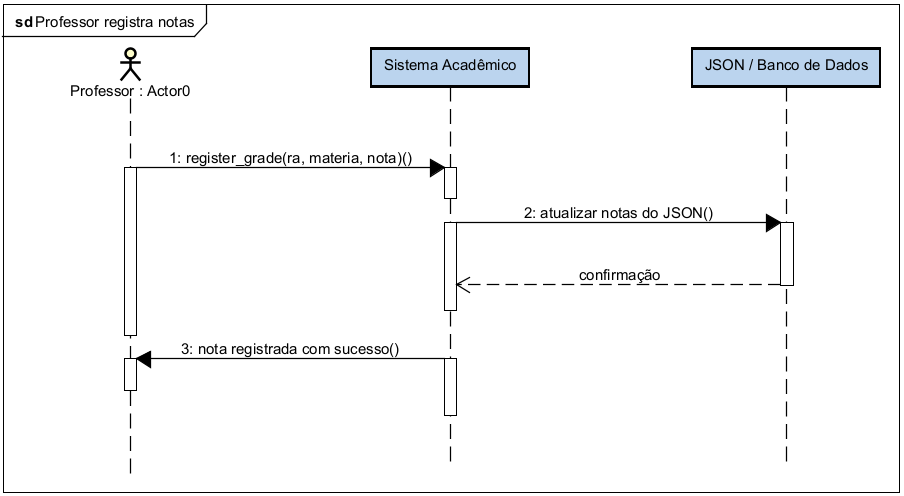 sd Professor registra notas
Professor : Actor0
Sistema Acadêmico
JSON / Banco de Dados
1: register_grade(ra, materia, nota)()
2: atualizar notas do JSON()
confirmação
3: nota registrada com sucesso()